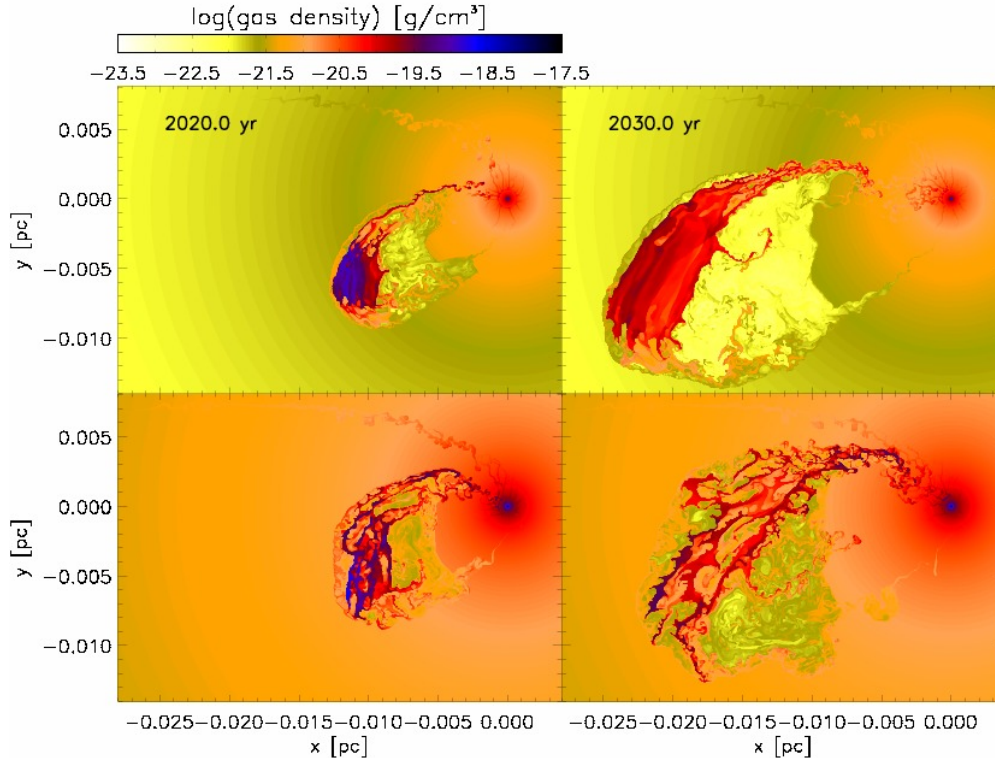 log(gas density) [g/cm³]
−23.5 −22.5 −21.5 −20.5 −19.5 −18.5 −17.5
2020.0 yr
2030.0 yr
0.005
0.000
−0.005
−0.010
y [pc]
0.005
0.000
−0.005
−0.010
y [pc]
−0.025−0.020−0.015−0.010−0.005 0.000
−0.025−0.020−0.015−0.010−0.005 0.000
x [pc]
x [pc]